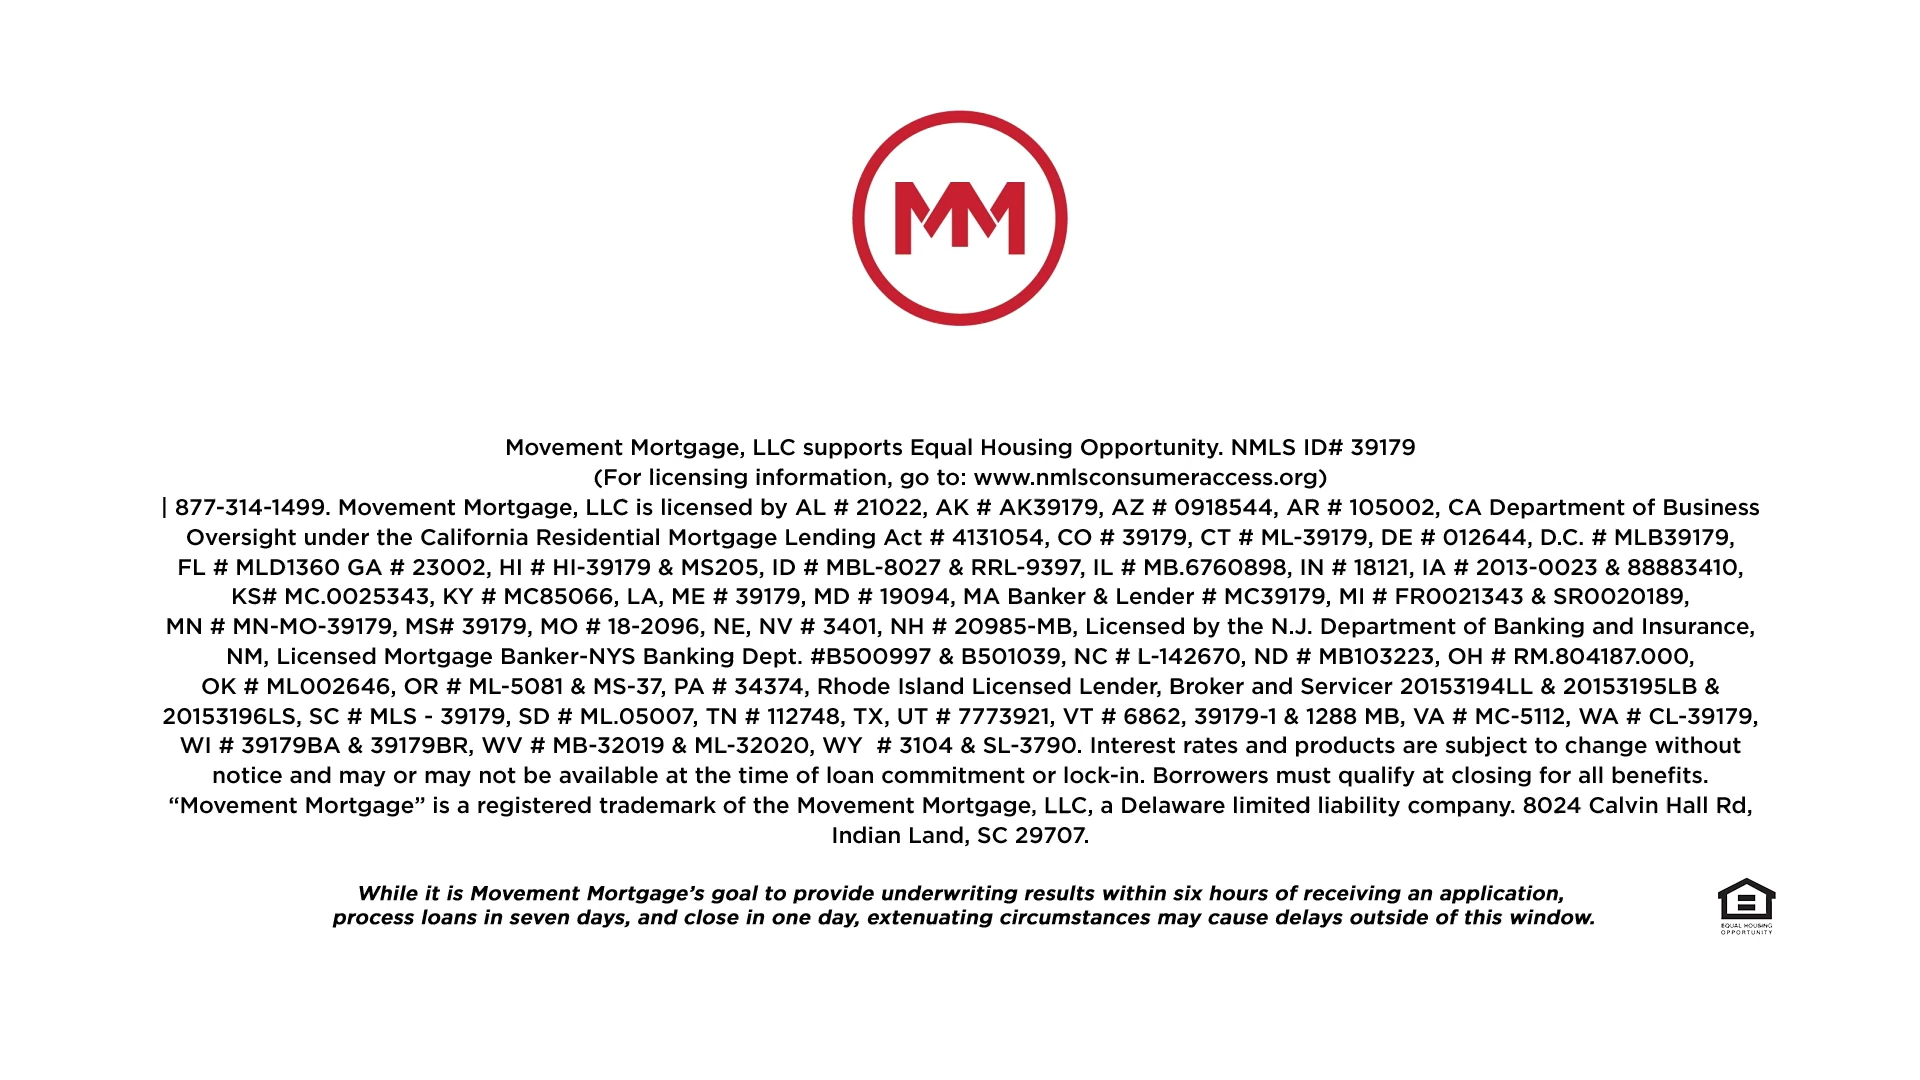 MM
Movement Mortgage, LLC supports Equal Housing Opportunity. NMLS ID# 39179
(For licensing information, go to: www.nmlsconsumeraccess.org)
| 877-314-1499. Movement Mortgage, LLC is licensed by AL # 21022, AK # AK39179, AZ # 0918544, AR # 105002, CA Department of Business
Oversight under the California Residential Mortgage Lending Act # 4131054, CO # 39179, CT # ML-39179, DE # 012644, D.C. # MLB39179,
FL # MLD1360 GA # 23002, HI # HI-39179 & MS205, ID # MBL-8027 & RRL-9397, IL # MB.6760898, IN # 18121, IA # 2013-0023 & 88883410,
KS# MC.0025343, KY # MC85066, LA, ME # 39179, MD # 19094, MA Banker & Lender # MC39179, MI # FR0021343 & SR0020189,
MN # MN-MO-39179, MS# 39179, MO # 18-2096, NE, NV # 3401, NH # 20985-MB, Licensed by the N.J. Department of Banking and Insurance,
NM, Licensed Mortgage Banker-NYS Banking Dept. #B500997 & B501039, NC # L-142670, ND # MB103223, OH # RM.804187.000,
OK # ML002646, OR # ML-5081 & MS-37, PA # 34374, Rhode Island Licensed Lender, Broker and Servicer 20153194LL & 20153195LB &
20153196LS, SC # MLS - 39179, SD # ML.05007, TN # 112748, TX, UT # 7773921, VT # 6862, 39179-1 & 1288 MB, VA # MC-5112, WA # CL-39179,
WI # 39179BA & 39179BR, WV # MB-32019 & ML-32020, WY  # 3104 & SL-3790. Interest rates and products are subject to change without
notice and may or may not be available at the time of loan commitment or lock-in. Borrowers must qualify at closing for all benefits.
“Movement Mortgage” is a registered trademark of the Movement Mortgage, LLC, a Delaware limited liability company. 8024 Calvin Hall Rd,
Indian Land, SC 29707.
While it is Movement Mortgage’s goal to provide underwriting results within six hours of receiving an application,
process loans in seven days, and close in one day, extenuating circumstances may cause delays outside of this window.
EQUAL HOUSING
OPPORTUNITY